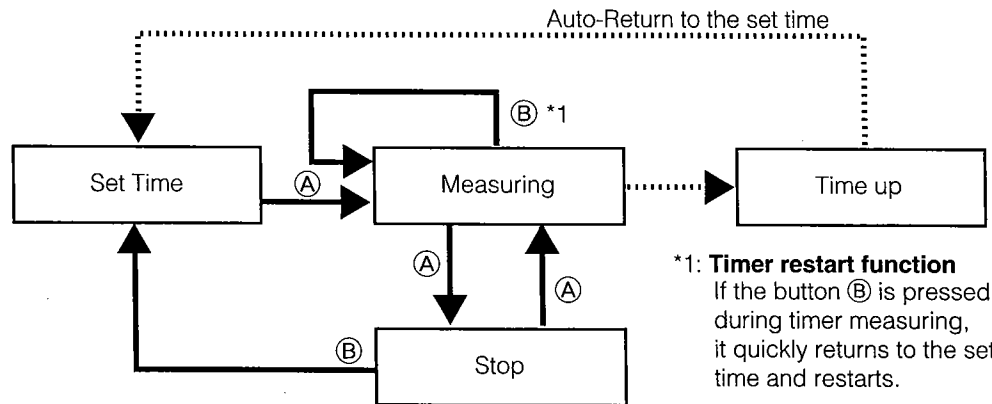 Auto-Return to the set time
Ⓑ *1
Set Time
Ⓐ
Measuring
Time up
Ⓐ
Ⓐ
*1: Timer restart function
If the button Ⓑ is pressed
during timer measuring,
it quickly returns to the set
time and restarts.
Ⓑ
Stop